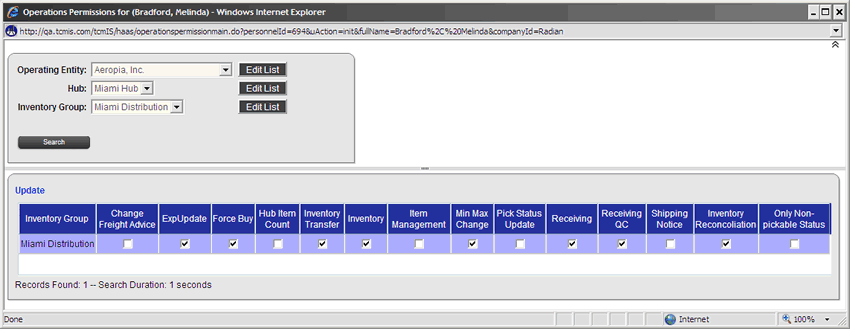 Operations Permissions for (Bradford, Melinda) - Windows Internet Explorer
http://qa.tcmis.com/tcmIS/haas/operationspermissionmain.do?personnelId=694&uAction=init&fullName=Bradford%2C%20Melinda&companyId=Radian
Operating Entity: Aeropia, Inc. Edit List
Hub: Miami Hub Edit List
Inventory Group: Miami Distribution Edit List
Search
Update
Inventory Group Change Freight Advice ExpUpdate Force Buy Hub Item Count Inventory Transfer Inventory Item Management Min Max Change Pick Status Update Receiving Receiving QC Shipping Notice Inventory Reconcoliation Only Non-pickable Status
Miami Distribution
Records Found: 1 -- Search Duration: 1 seconds
Done Internet 100%